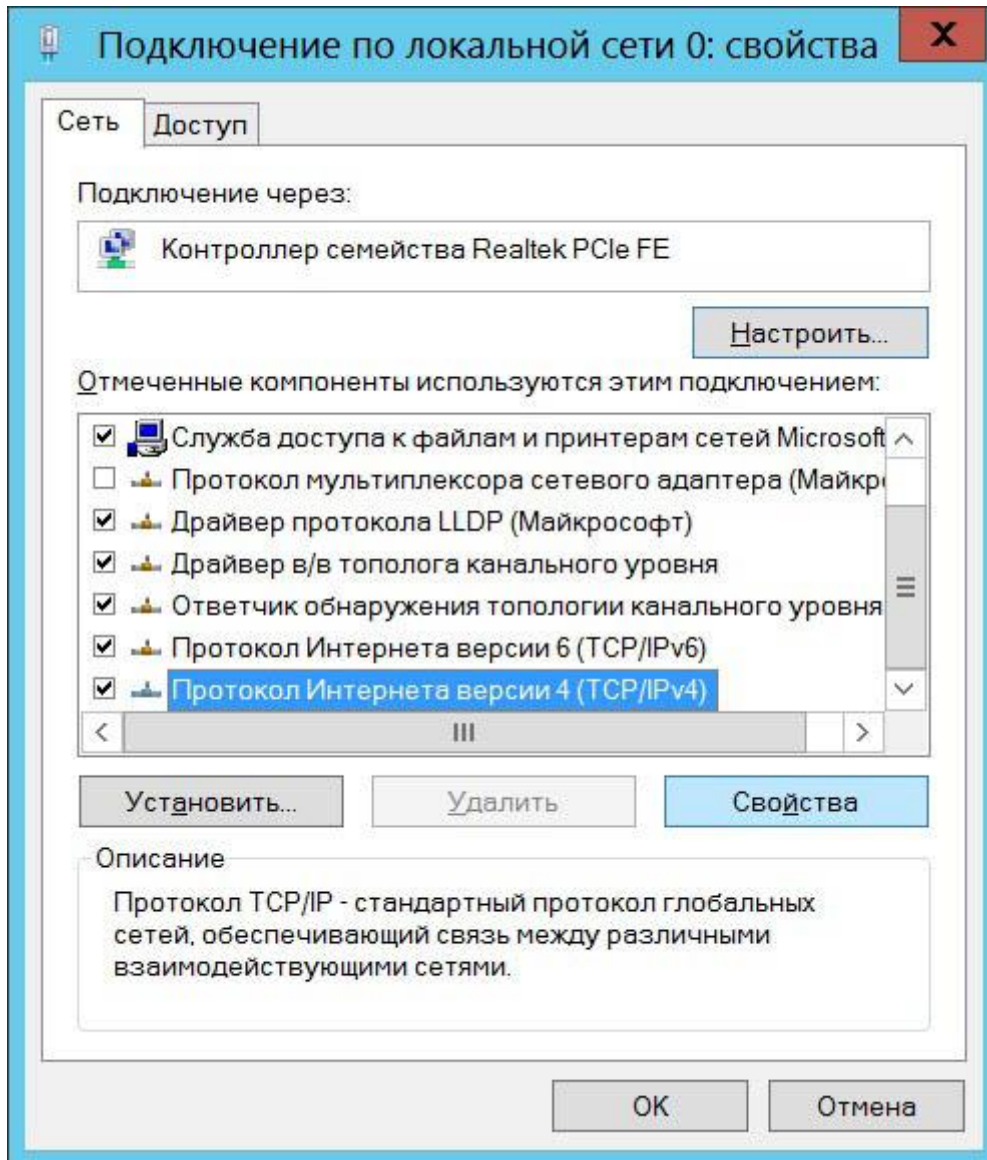 Подключение по локальной сети 0: свойства
Сеть
Доступ
Подключение через:
Контроллер семейства Realtek PCIe FE
Настроить...
Отмеченные компоненты используются этим подключением:
Служба доступа к файлам и принтерам сетей Microsoft
Протокол мультиплексора сетевого адаптера (Майкр
Драйвер протокола LLDP (Майкрософт)
Драйвер в/в тополога канального уровня
Ответчик обнаружения топологии канального уровня
Протокол Интернета версии 6 (TCP/IPv6)
Протокол Интернета версии 4 (TCP/IPv4)
Установить...
Удалить
Свойства
Описание
Протокол TCP/IP - стандартный протокол глобальных
сетей, обеспечивающий связь между различными
взаимодействующими сетями.
OK
Отмена